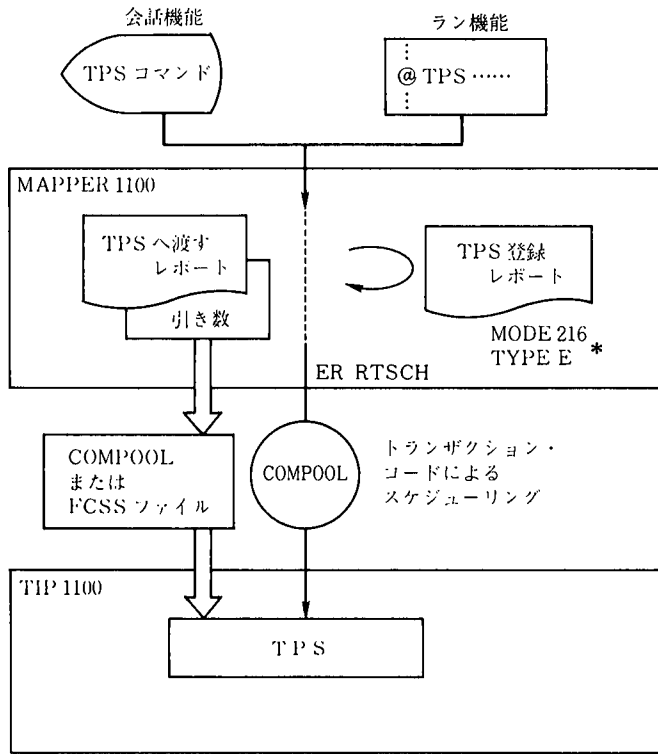 会話機能
ラン機能
TPS コマンド
⋮
@ TPS ……
⋮
MAPPER 1100
TPS へ渡す
レポート
引き数
TPS 登録
レポート
MODE 216
TYPE E *
ER RTSCH
COMPOOL
または
FCSS ファイル
COMPOOL
トランザクション・
コードによる
スケジューリング
TIP 1100
TPS